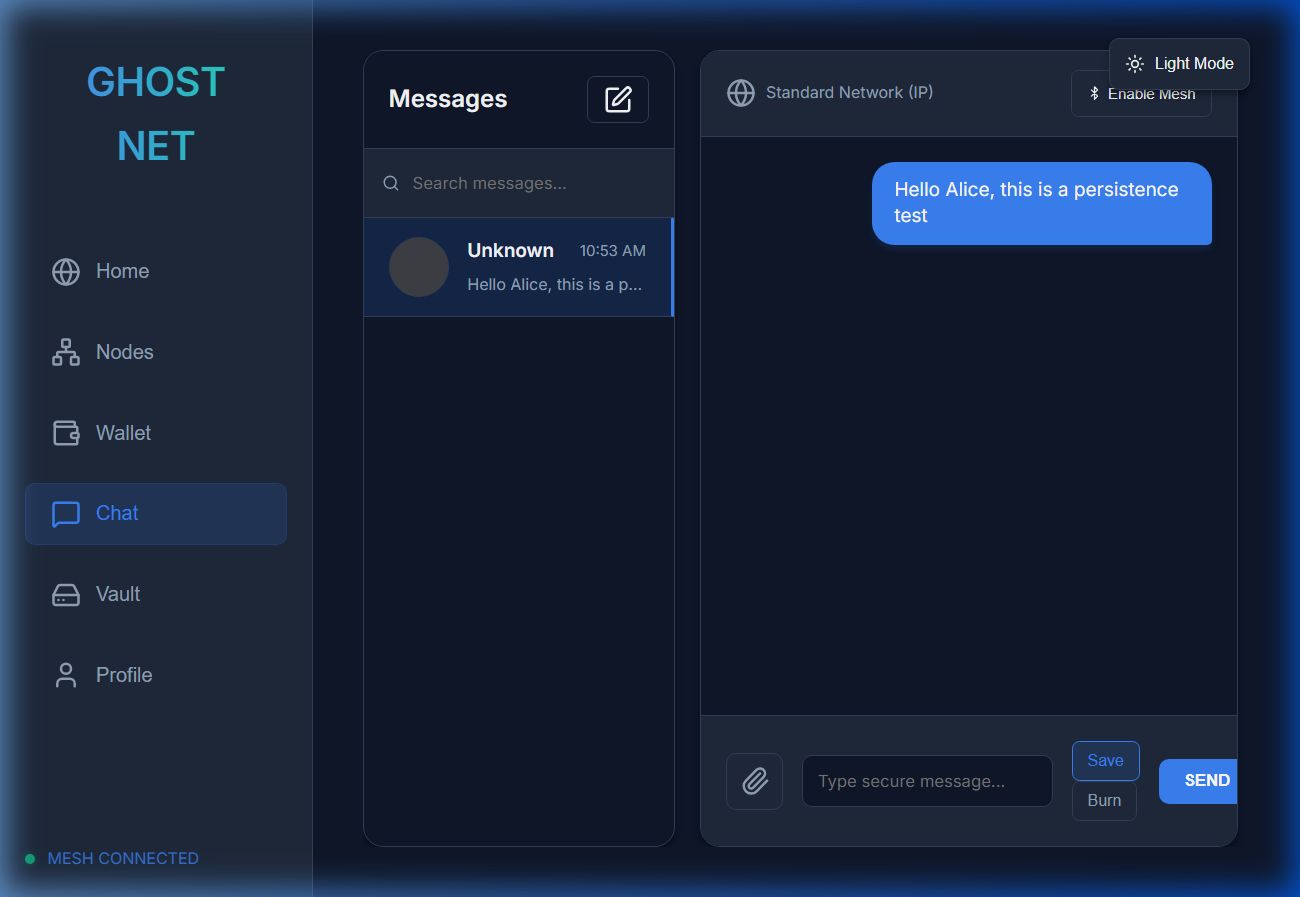 GHOST
NET
Home
Nodes
Wallet
Chat
Vault
Profile
MESH CONNECTED
Messages
Search messages...
Unknown 10:53 AM
Hello Alice, this is a p...
Standard Network (IP)
Light Mode
Enable Mesh
Hello Alice, this is a persistence
test
Type secure message...
Save
Burn
SEND